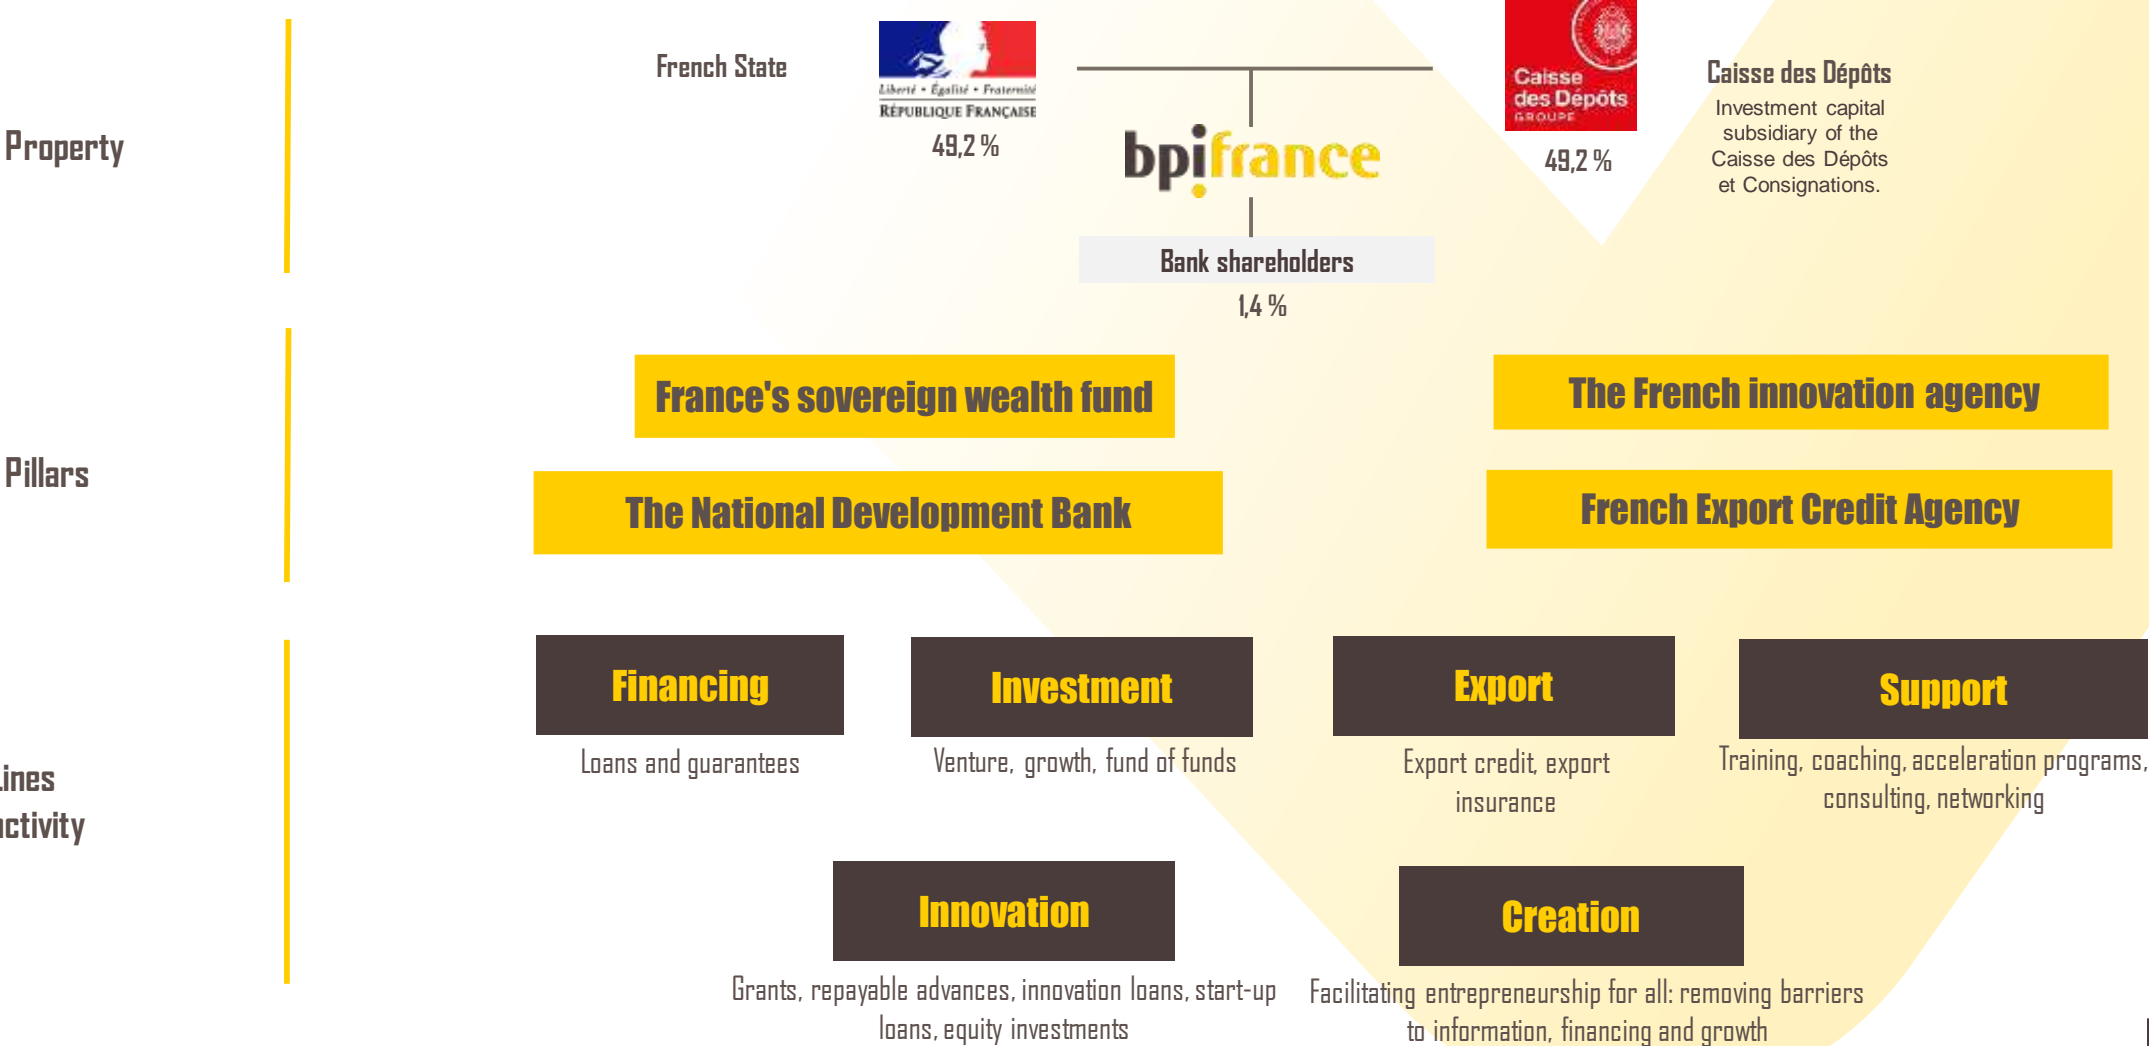 Property
French State
Liberté • Égalité • Fraternité
RÉPUBLIQUE FRANÇAISE
49,2 %
bpifrance
Bank shareholders
1,4 %
Caisse
des Dépôts
GROUPE
49,2 %
Caisse des Dépôts
Investment capital
subsidiary of the
Caisse des Dépôts
et Consignations.
Pillars
France's sovereign wealth fund
The French innovation agency
The National Development Bank
French Export Credit Agency
ines
activity
Financing
Loans and guarantees
Investment
Venture, growth, fund of funds
Export
Export credit, export
insurance
Support
Training, coaching, acceleration programs,
consulting, networking
Innovation
Grants, repayable advances, innovation loans, start-up
loans, equity investments
Creation
Facilitating entrepreneurship for all: removing barriers
to information, financing and growth